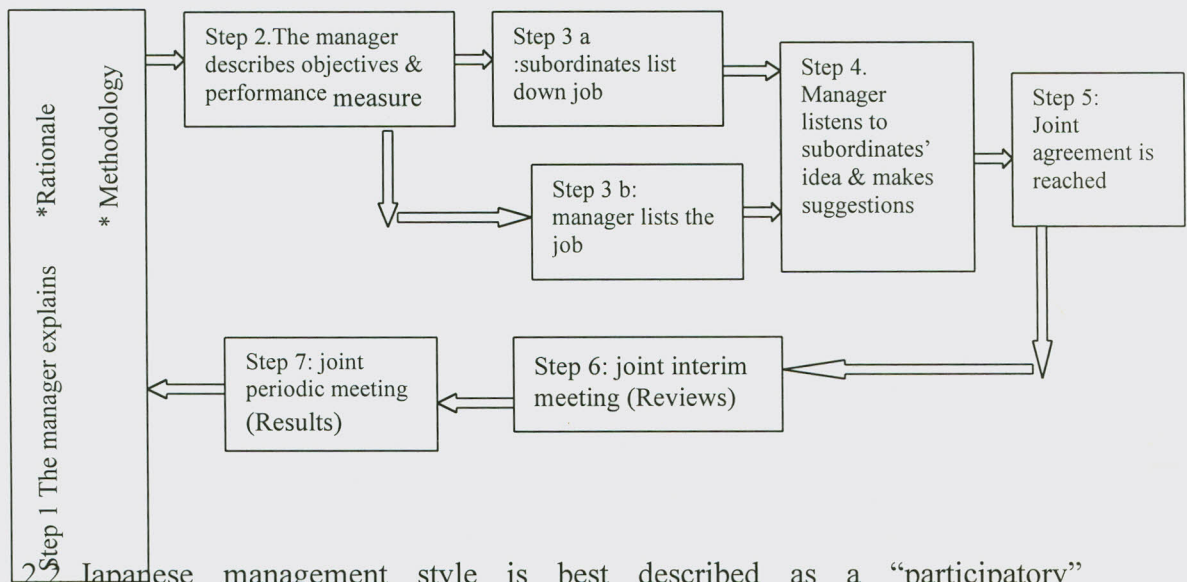 Step 1 The manager explains *Rationale
* Methodology
Step 2.The manager
describes objectives &
performance measure
Step 3 a
:subordinates list
down job
Step 3 b:
manager lists the
job
Step 4.
Manager
listens to
subordinates’
idea & makes
suggestions
Step 5:
Joint
agreement is
reached
Step 6: joint interim
meeting (Reviews)
Step 7: joint
periodic meeting
(Results)
2.2 Japanese management style is best described as a “participatory”